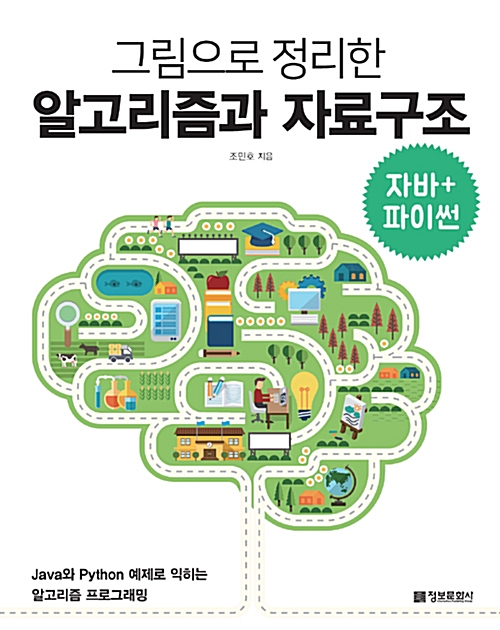 그림으로 정리한
알고리즘과 자료구조
조민호 지음
자바+
파이썬
Java와 Python 예제로 익히는
알고리즘 프로그래밍
정보문화사